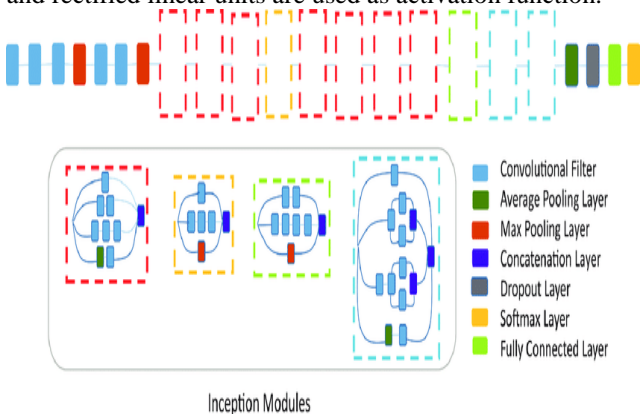 and rectified linear units are used as activation function.
Convolutional Filter
Average Pooling Layer
Max Pooling Layer
Concatenation Layer
Dropout Layer
Softmax Layer
Fully Connected Layer
Inception Modules